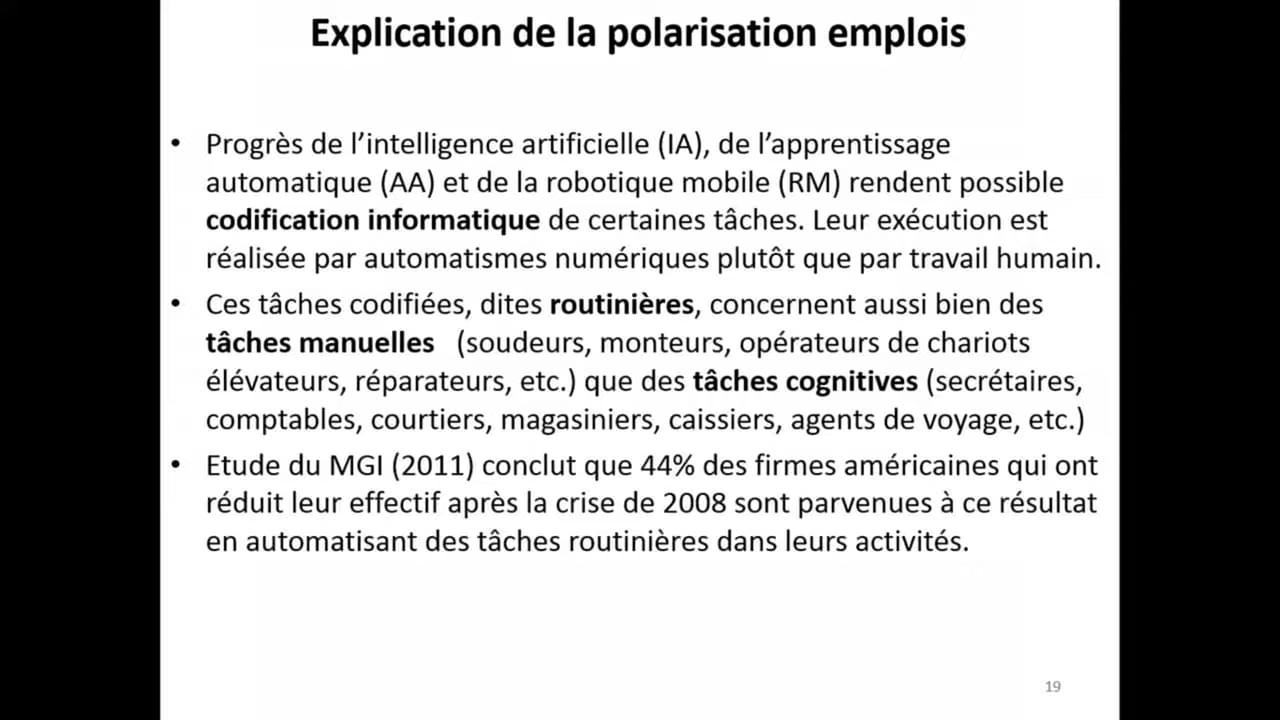 Explication de la polarisation emplois
• Progrès de l’intelligence artificielle (IA), de l’apprentissage
automatique (AA) et de la robotique mobile (RM) rendent possible
codification informatique de certaines tâches. Leur exécution est
réalisée par automatismes numériques plutôt que par travail humain.
• Ces tâches codifiées, dites routinières, concernent aussi bien des
tâches manuelles (soudeurs, monteurs, opérateurs de chariots
élévateurs, réparateurs, etc.) que des tâches cognitives (secrétaires,
comptables, courtiers, magasiniers, caissiers, agents de voyage, etc.)
• Etude du MGI (2011) conclut que 44% des firmes américaines qui ont
réduit leur effectif après la crise de 2008 sont parvenues à ce résultat
en automatisant des tâches routinières dans leurs activités.
19